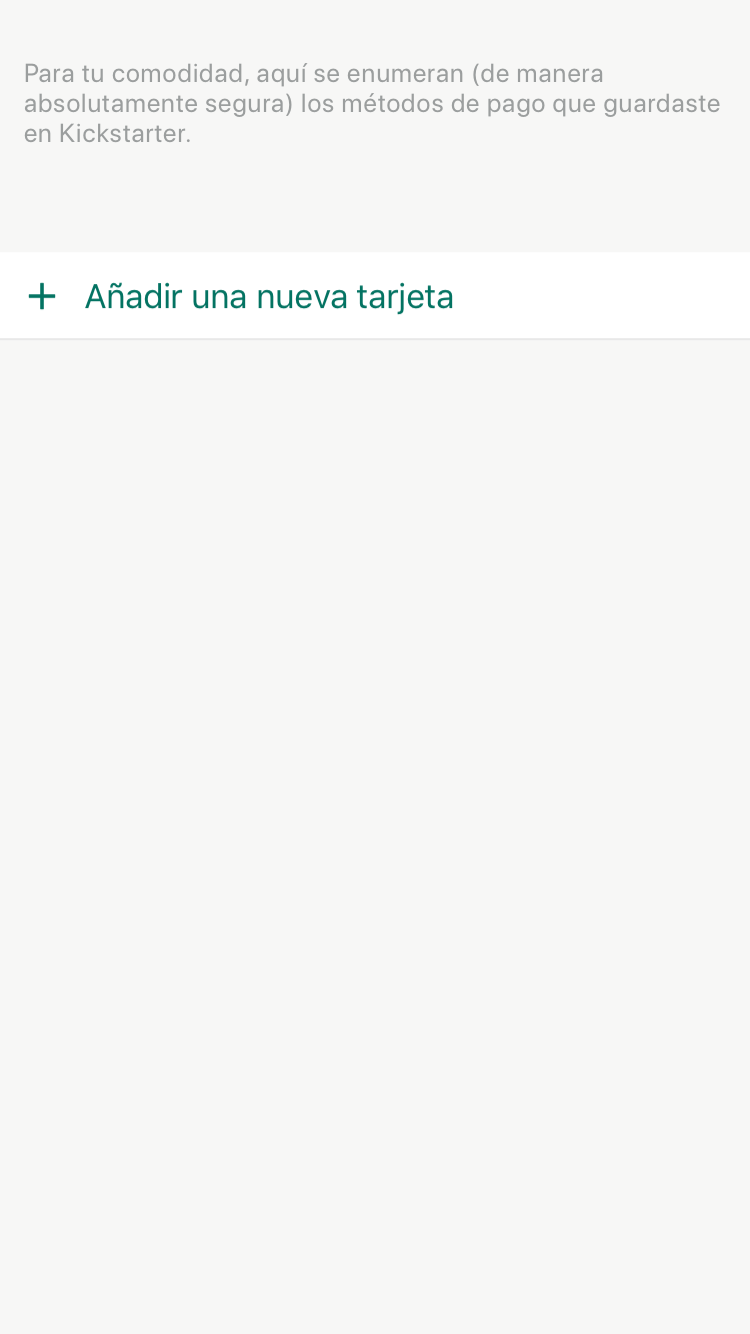 Para tu comodidad, aquí se enumeran (de manera
absolutamente segura) los métodos de pago que guardaste
en Kickstarter.
+ Añadir una nueva tarjeta